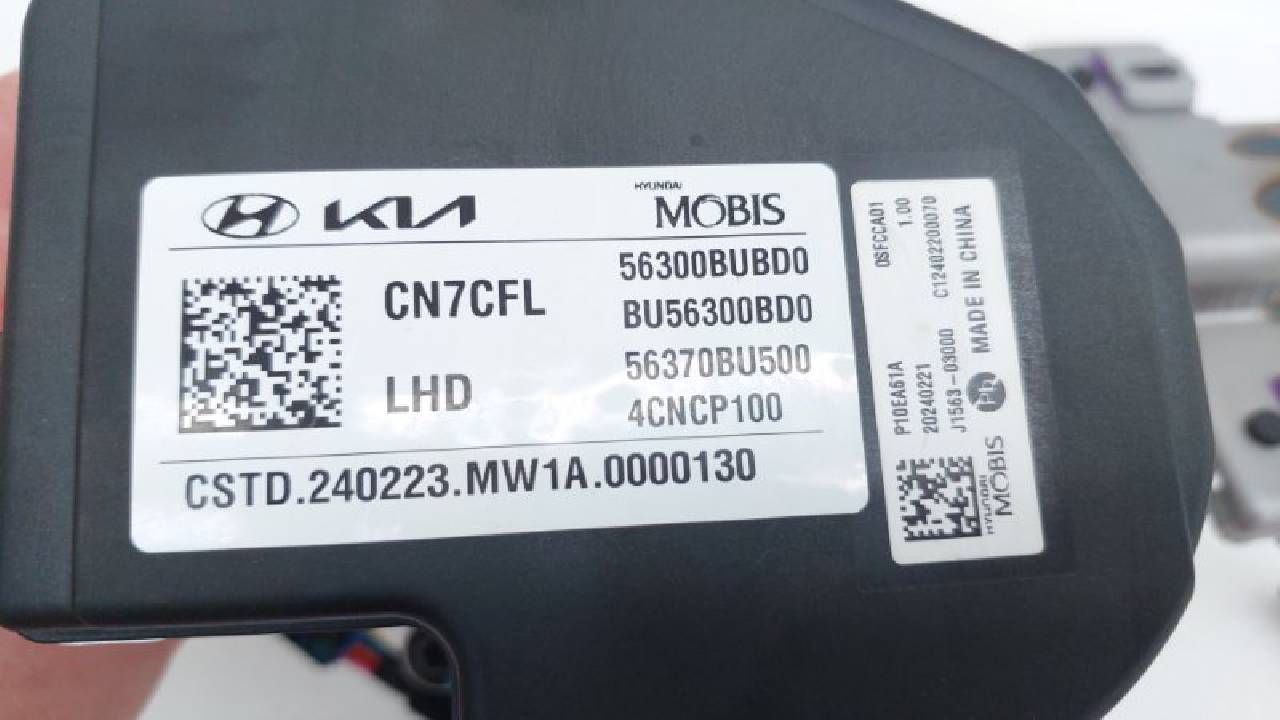 KIA
HYUNDAI
MOBIS
CN7CFL
LHD
56300BUBD0
BU56300BD0
56370BU500
4CNCP100
CSTD.240223.MW1A.0000130
P10EA61A 0SFCCA01
20240221 1.00
J1563-03000 C12402200070
MADE IN CHINA
HYUNDAI
MOBIS